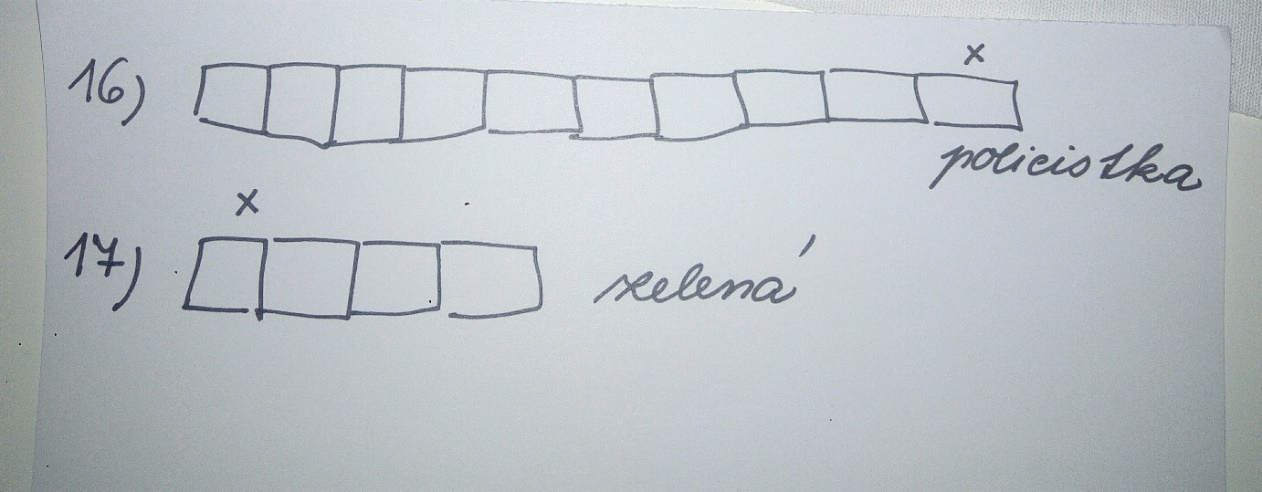 x
16)
policistka
x
17) zelená